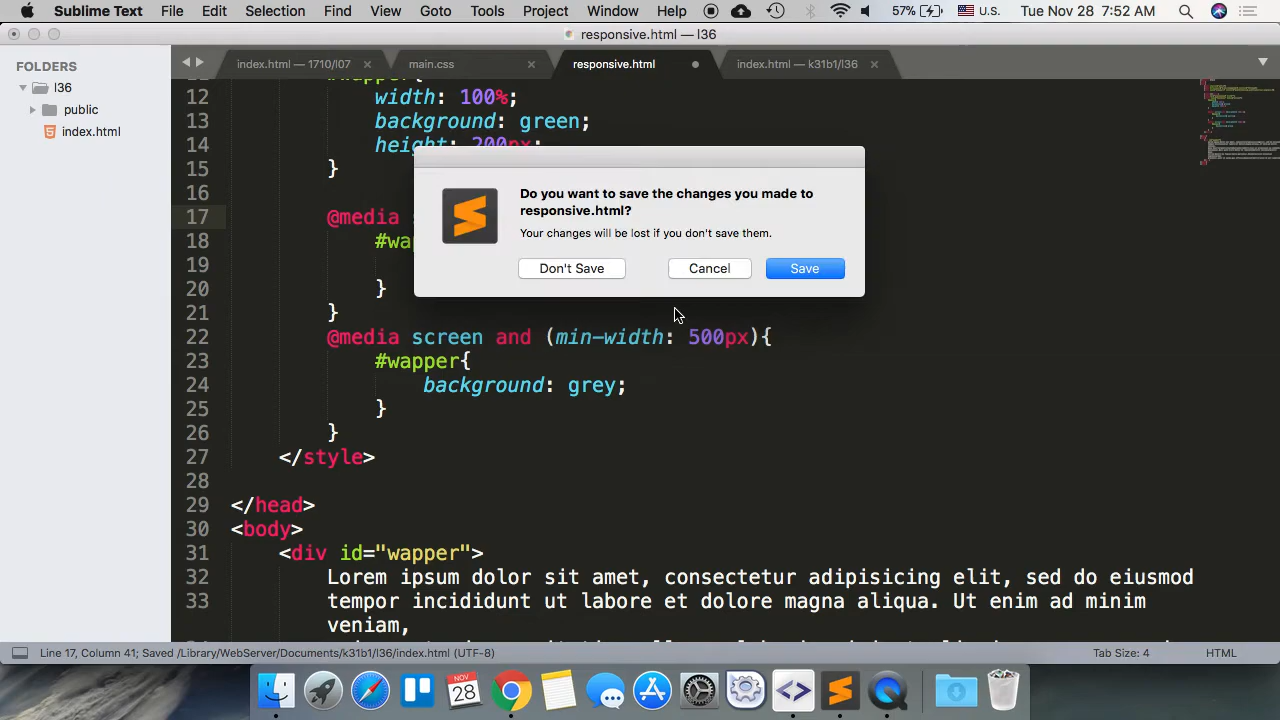 Sublime Text File Edit Selection Find View Goto Tools Project Window Help 57% U.S. Tue Nov 28 7:52 AM
responsive.html — l36
FOLDERS
l36
public
index.html
index.html — 1710/l07
main.css
responsive.html
index.html — k31b1/l36
12 width: 100%;
13 background: green;
14 height: 200px;
15 }
16
17 @media
18
19
20 }
21 }
22 @media screen and (min-width: 500px){
23 #wapper{
24 background: grey;
25 }
26 }
27 </style>
28
29 </head>
30 <body>
31 <div id="wapper">
32 Lorem ipsum dolor sit amet, consectetur adipisicing elit, sed do eiusmod
33 tempor incididunt ut labore et dolore magna aliqua. Ut enim ad minim
veniam,
Do you want to save the changes you made to
responsive.html?
Your changes will be lost if you don't save them.
Don't Save Cancel Save
Line 17, Column 41; Saved /Library/WebServer/Documents/k31b1/l36/index.html (UTF-8) Tab Size: 4 HTML
NOV
28